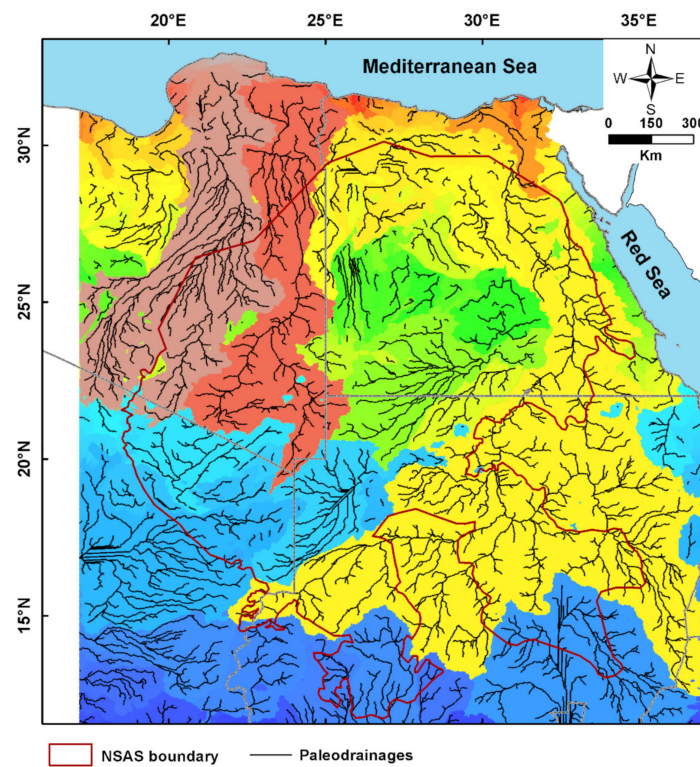 20°E 25°E 30°E 35°E
Mediterranean Sea
N
W E
S
0 150 300
Km
30°N
Red Sea
25°N
20°N
15°N
NSAS boundary
Paleodrainages